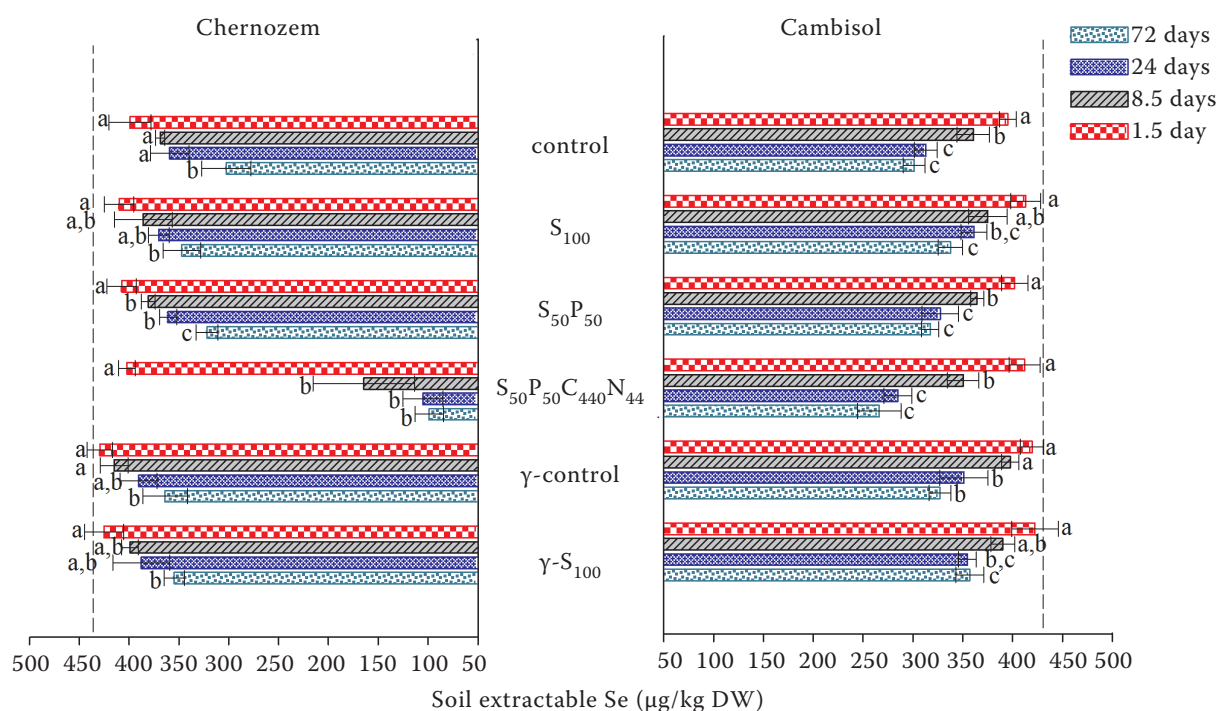 Chernozem
Cambisol
72 days
24 days
8.5 days
1.5 day
a
a
a
b
control
a
b
c
c
a
a,b
a,b
b
S₁₀₀
a
a,b
b,c
c
a
b
b
c
S₅₀P₅₀
a
b
c
c
a
b
b
b
S₅₀P₅₀C₄₄₀N₄₄
a
b
c
c
a
a
a,b
b
γ-control
a
a
b
b
a
a,b
a,b
b
γ-S₁₀₀
a
a,b
b,c
c
500 450 400 350 300 250 200 150 100 50
50 100 150 200 250 300 350 400 450 500
Soil extractable Se (μg/kg DW)